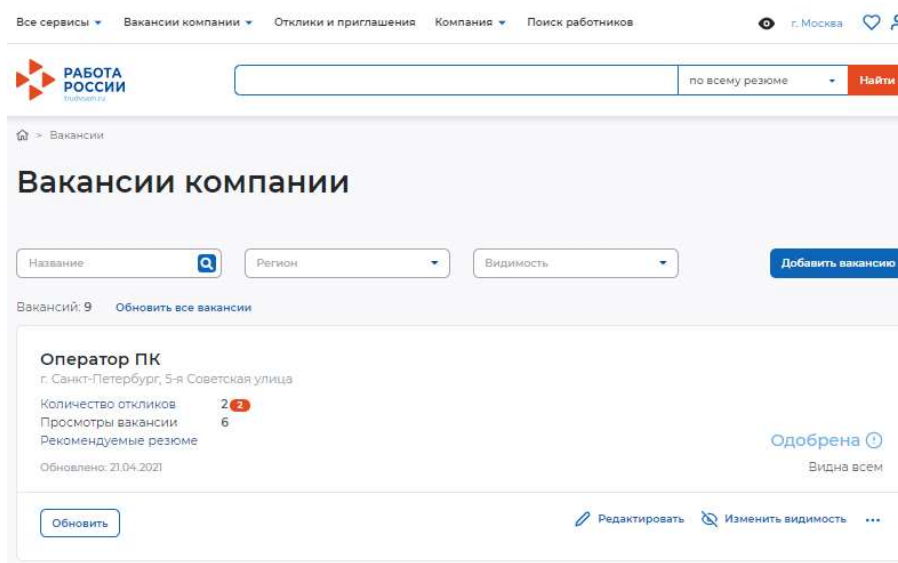 Все сервисы Вакансии компании Отклики и приглашения Компания Поиск работников г. Москва
РАБОТА
РОССИИ
trudvsem.ru
по всему резюме Найти
> Вакансии
Вакансии компании
Название Регион Видимость Добавить вакансию
Вакансий: 9 Обновить все вакансии
Оператор ПК
г. Санкт-Петербург, 5-я Советская улица
Количество откликов 2 2
Просмотры вакансии 6
Рекомендуемые резюме
Одобрена
Обновлено: 21.04.2021 Видна всем
Обновить Редактировать Изменить видимость ...